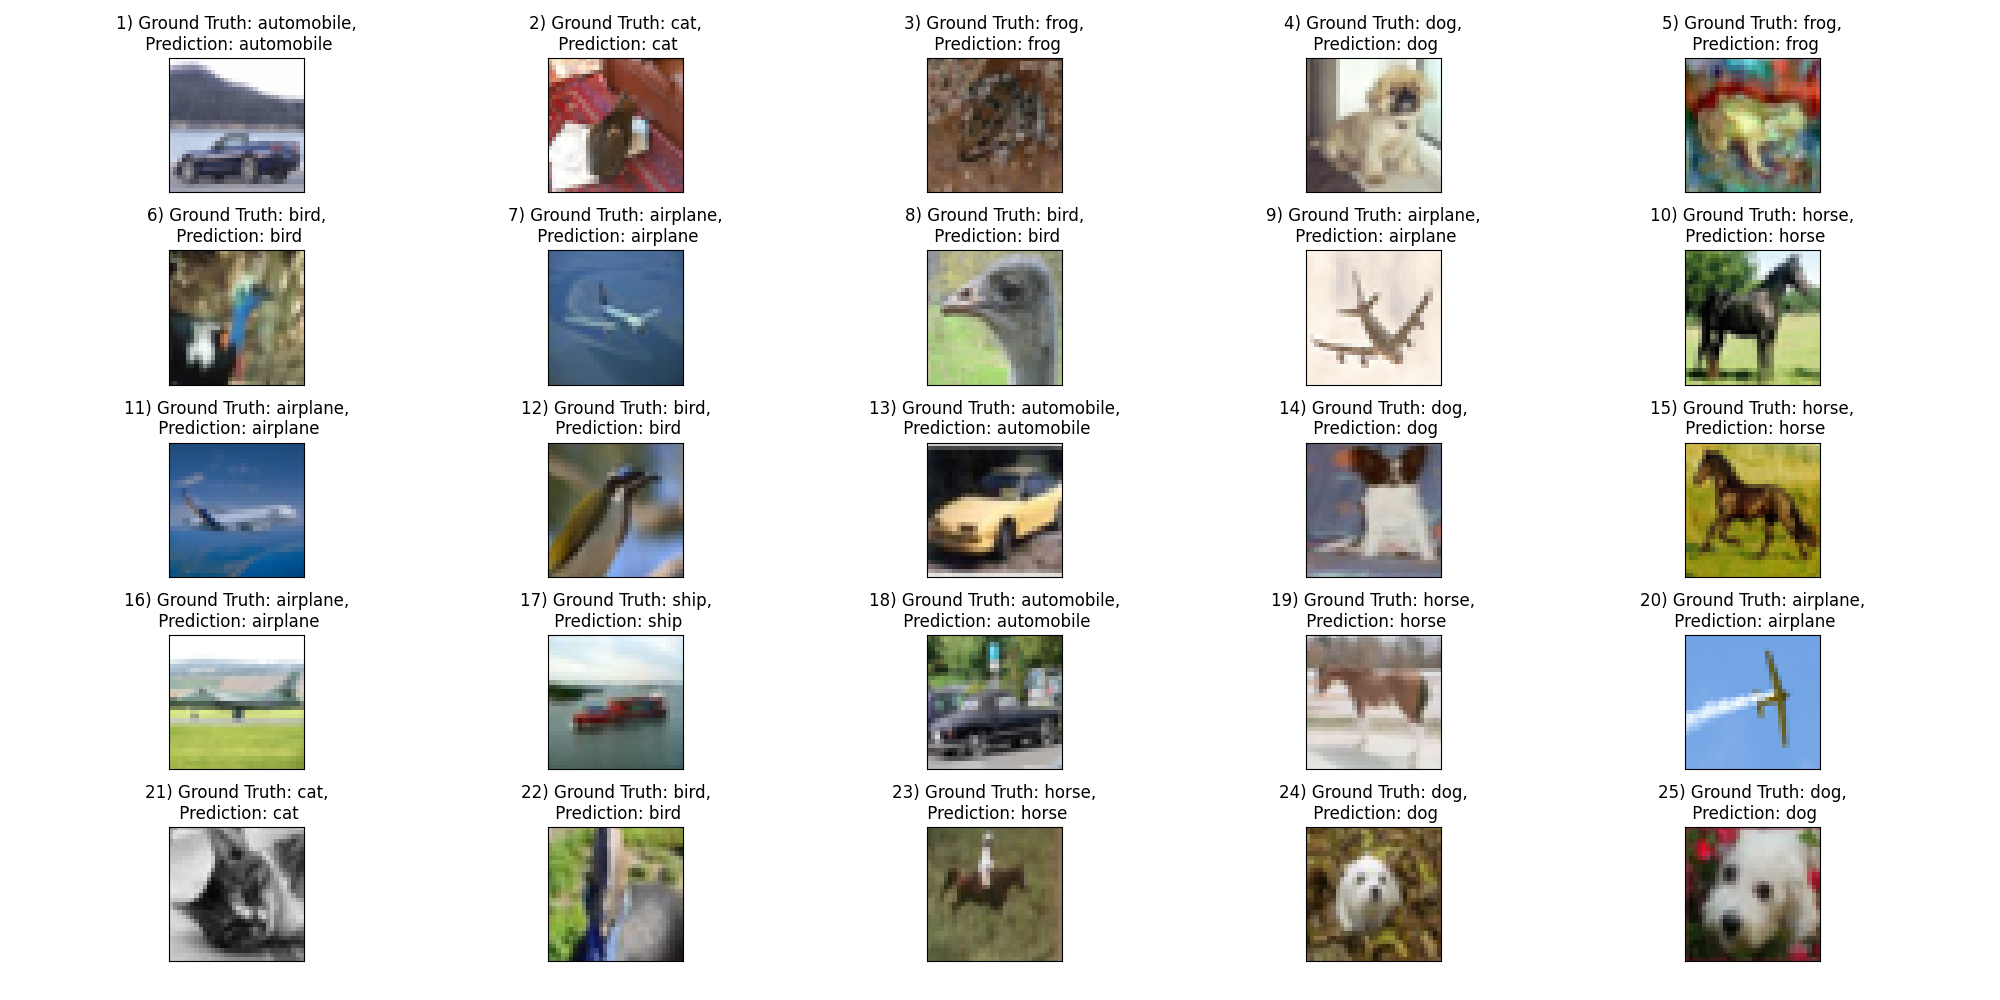 1) Ground Truth: automobile,
Prediction: automobile
2) Ground Truth: cat,
Prediction: cat
3) Ground Truth: frog,
Prediction: frog
4) Ground Truth: dog,
Prediction: dog
5) Ground Truth: frog,
Prediction: frog
6) Ground Truth: bird,
Prediction: bird
7) Ground Truth: airplane,
Prediction: airplane
8) Ground Truth: bird,
Prediction: bird
9) Ground Truth: airplane,
Prediction: airplane
10) Ground Truth: horse,
Prediction: horse
11) Ground Truth: airplane,
Prediction: airplane
12) Ground Truth: bird,
Prediction: bird
13) Ground Truth: automobile,
Prediction: automobile
14) Ground Truth: dog,
Prediction: dog
15) Ground Truth: horse,
Prediction: horse
16) Ground Truth: airplane,
Prediction: airplane
17) Ground Truth: ship,
Prediction: ship
18) Ground Truth: automobile,
Prediction: automobile
19) Ground Truth: horse,
Prediction: horse
20) Ground Truth: airplane,
Prediction: airplane
21) Ground Truth: cat,
Prediction: cat
22) Ground Truth: bird,
Prediction: bird
23) Ground Truth: horse,
Prediction: horse
24) Ground Truth: dog,
Prediction: dog
25) Ground Truth: dog,
Prediction: dog